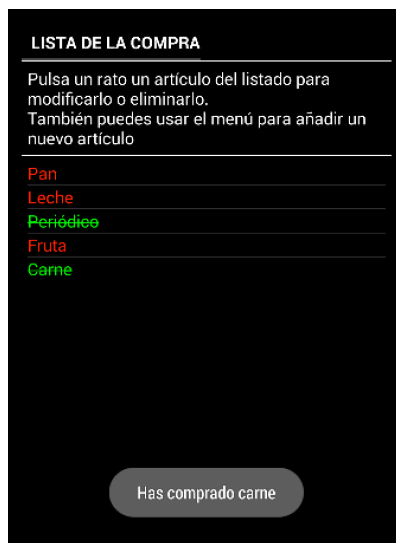 LISTA DE LA COMPRA
Pulsa un rato un artículo del listado para
modificarlo o eliminarlo.
También puedes usar el menú para añadir un
nuevo artículo
Pan
Leche
Periódico
Fruta
Carne
Has comprado carne